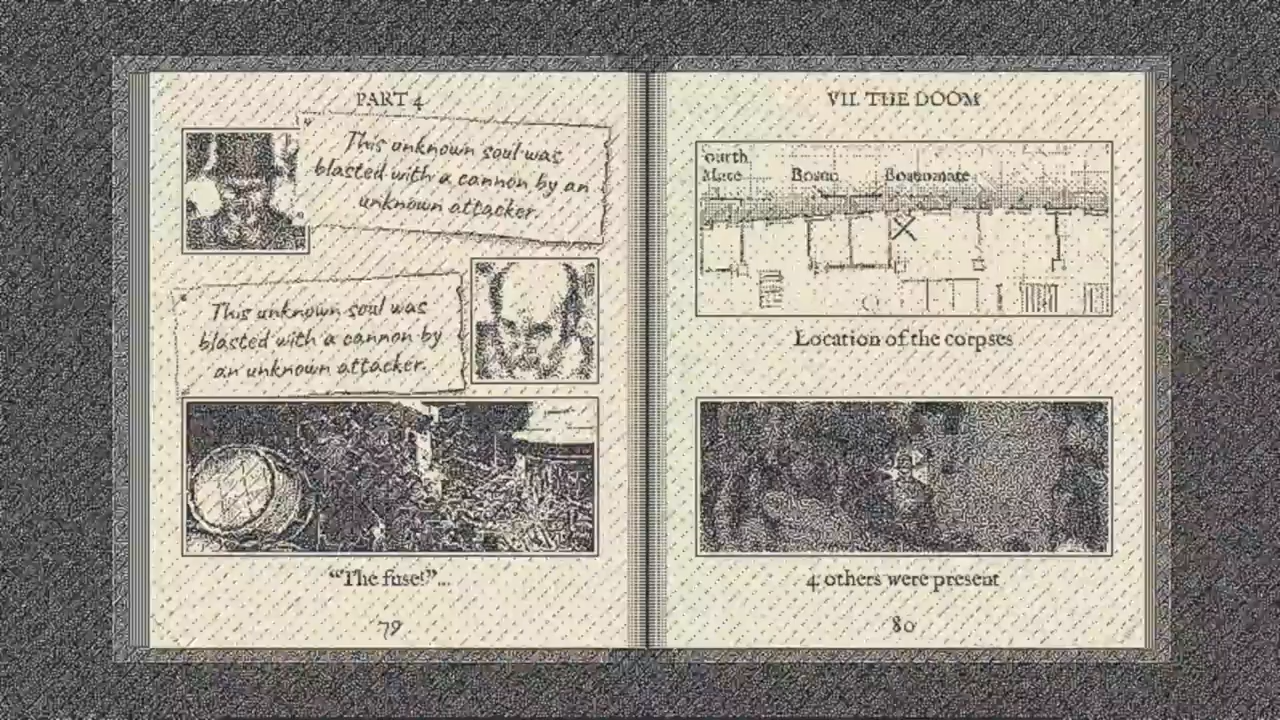 PART 4
This unknown soul was
blasted with a cannon by an
unknown attacker.
This unknown soul was
blasted with a cannon by
an unknown attacker.
"The fuse!"...
79
VII. THE DOOM
Bosun
Location of the corpses
4 others were present
80